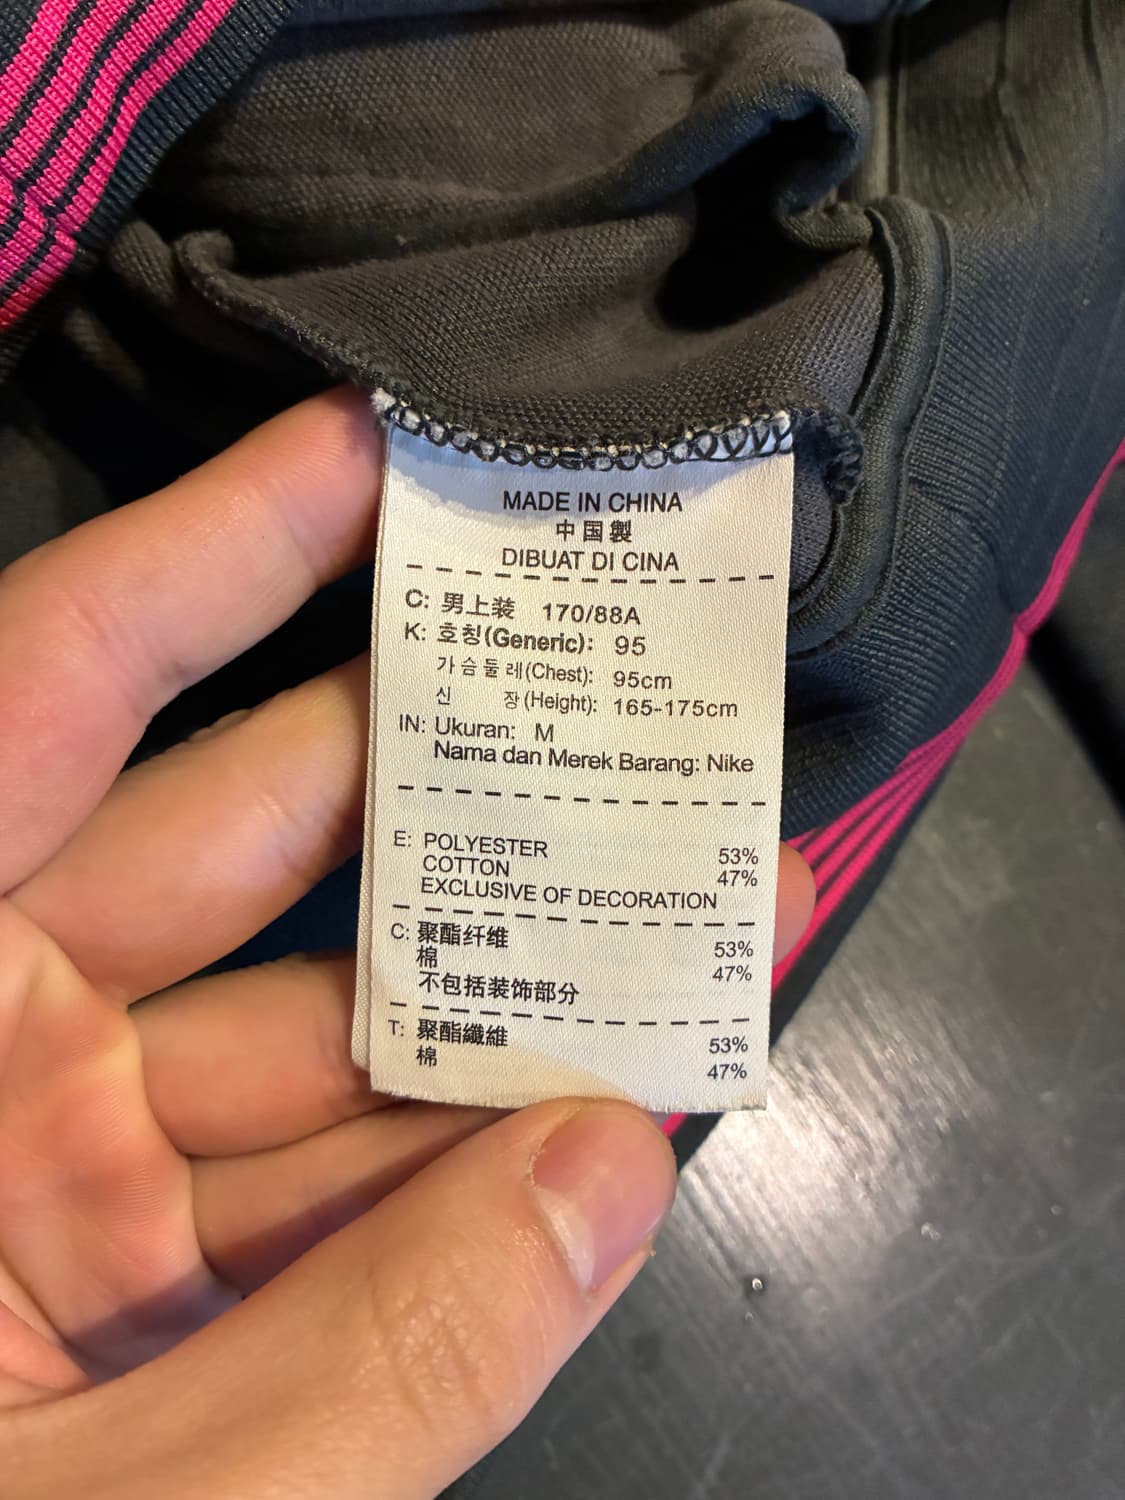 MADE IN CHINA
中国製
DIBUAT DI CINA
C: 男上装 170/88A
K: 호칭(Generic): 95
가슴둘레(Chest): 95cm
신 장(Height): 165-175cm
IN: Ukuran: M
Nama dan Merek Barang: Nike
E: POLYESTER 53%
COTTON 47%
EXCLUSIVE OF DECORATION
C: 聚酯纤维 53%
棉 47%
不包括装饰部分
T: 聚酯纖維 53%
棉 47%